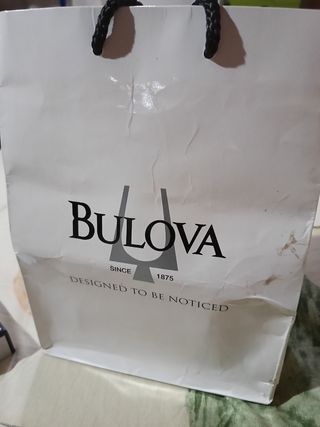 BULOVA
SINCE 1875
DESIGNED TO BE NOTICED